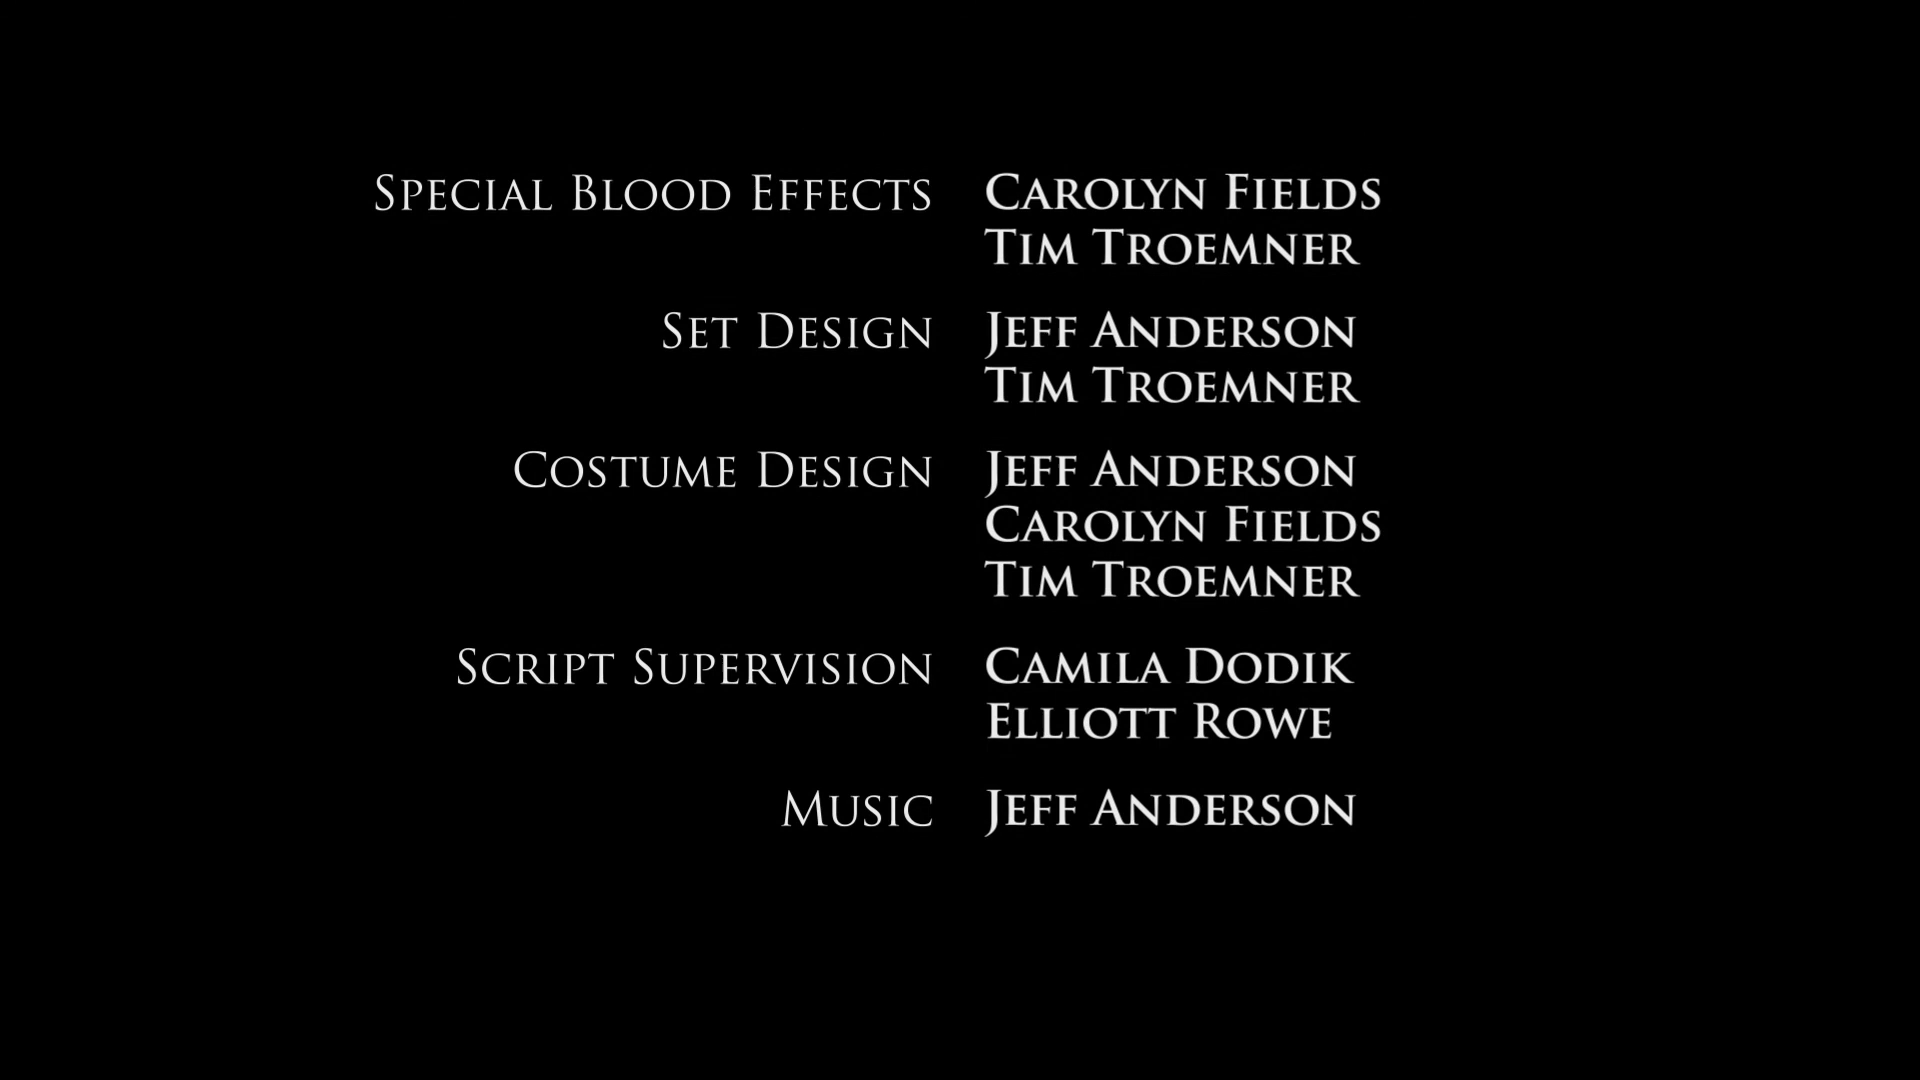 Special Blood Effects Carolyn Fields
Tim Troemner
Set Design Jeff Anderson
Tim Troemner
Costume Design Jeff Anderson
Carolyn Fields
Tim Troemner
Script Supervision Camila Dodik
Elliott Rowe
Music Jeff Anderson